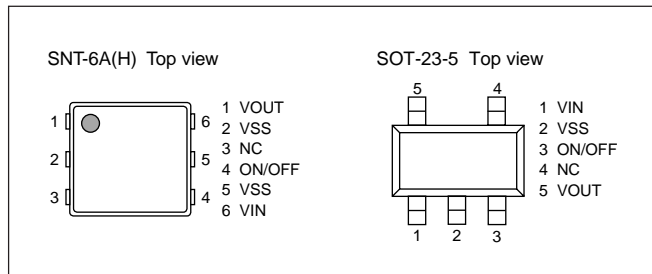 SNT-6A(H) Top view
1
2
3
6
5
4
1 VOUT
2 VSS
3 NC
4 ON/OFF
5 VSS
6 VIN
SOT-23-5 Top view
5 4
1 2 3
1 VIN
2 VSS
3 ON/OFF
4 NC
5 VOUT